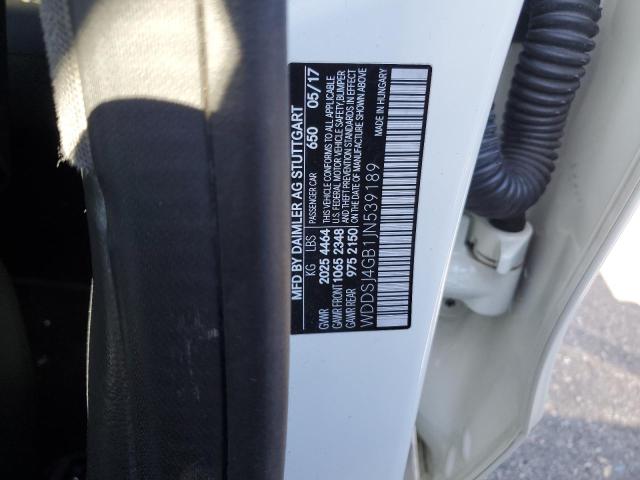 MFD BY DAIMLER AG STUTTGART
PASSENGER CAR 650 05/17
KG LBS THIS VEHICLE CONFORMS TO ALL APPLICABLE
GVWR 2025 4464 U.S. FEDERAL MOTOR VEHICLE SAFETY, BUMPER
GAWR FRONT 1065 2348 AND THEFT PREVENTION STANDARDS IN EFFECT
GAWR REAR 975 2150 ON THE DATE OF MANUFACTURE SHOWN ABOVE
WDDSJ4GB1JN539189 MADE IN HUNGARY